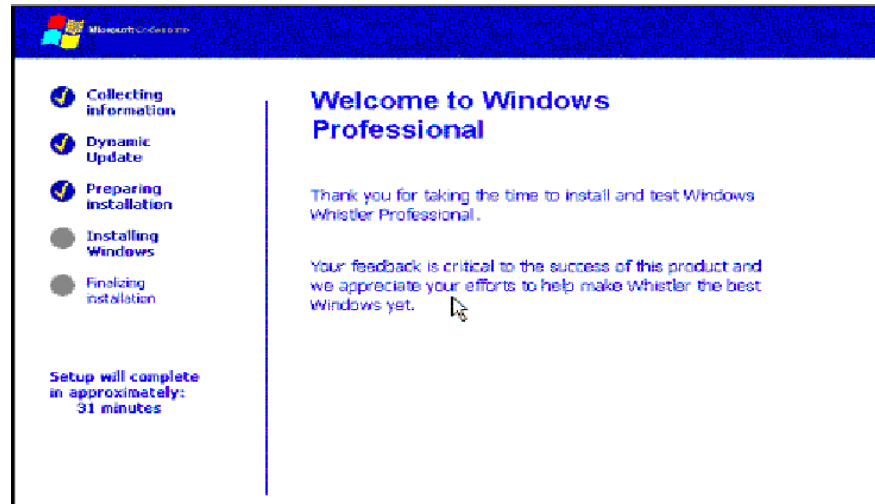 Microsoft
Collecting
information
Dynamic
Update
Preparing
installation
Installing
Windows
Finalizing
installation
Setup will complete
in approximately:
31 minutes
Welcome to Windows
Professional
Thank you for taking the time to install and test Windows
Whistler Professional.
Your feedback is critical to the success of this product and
we appreciate your efforts to help make Whistler the best
Windows yet.